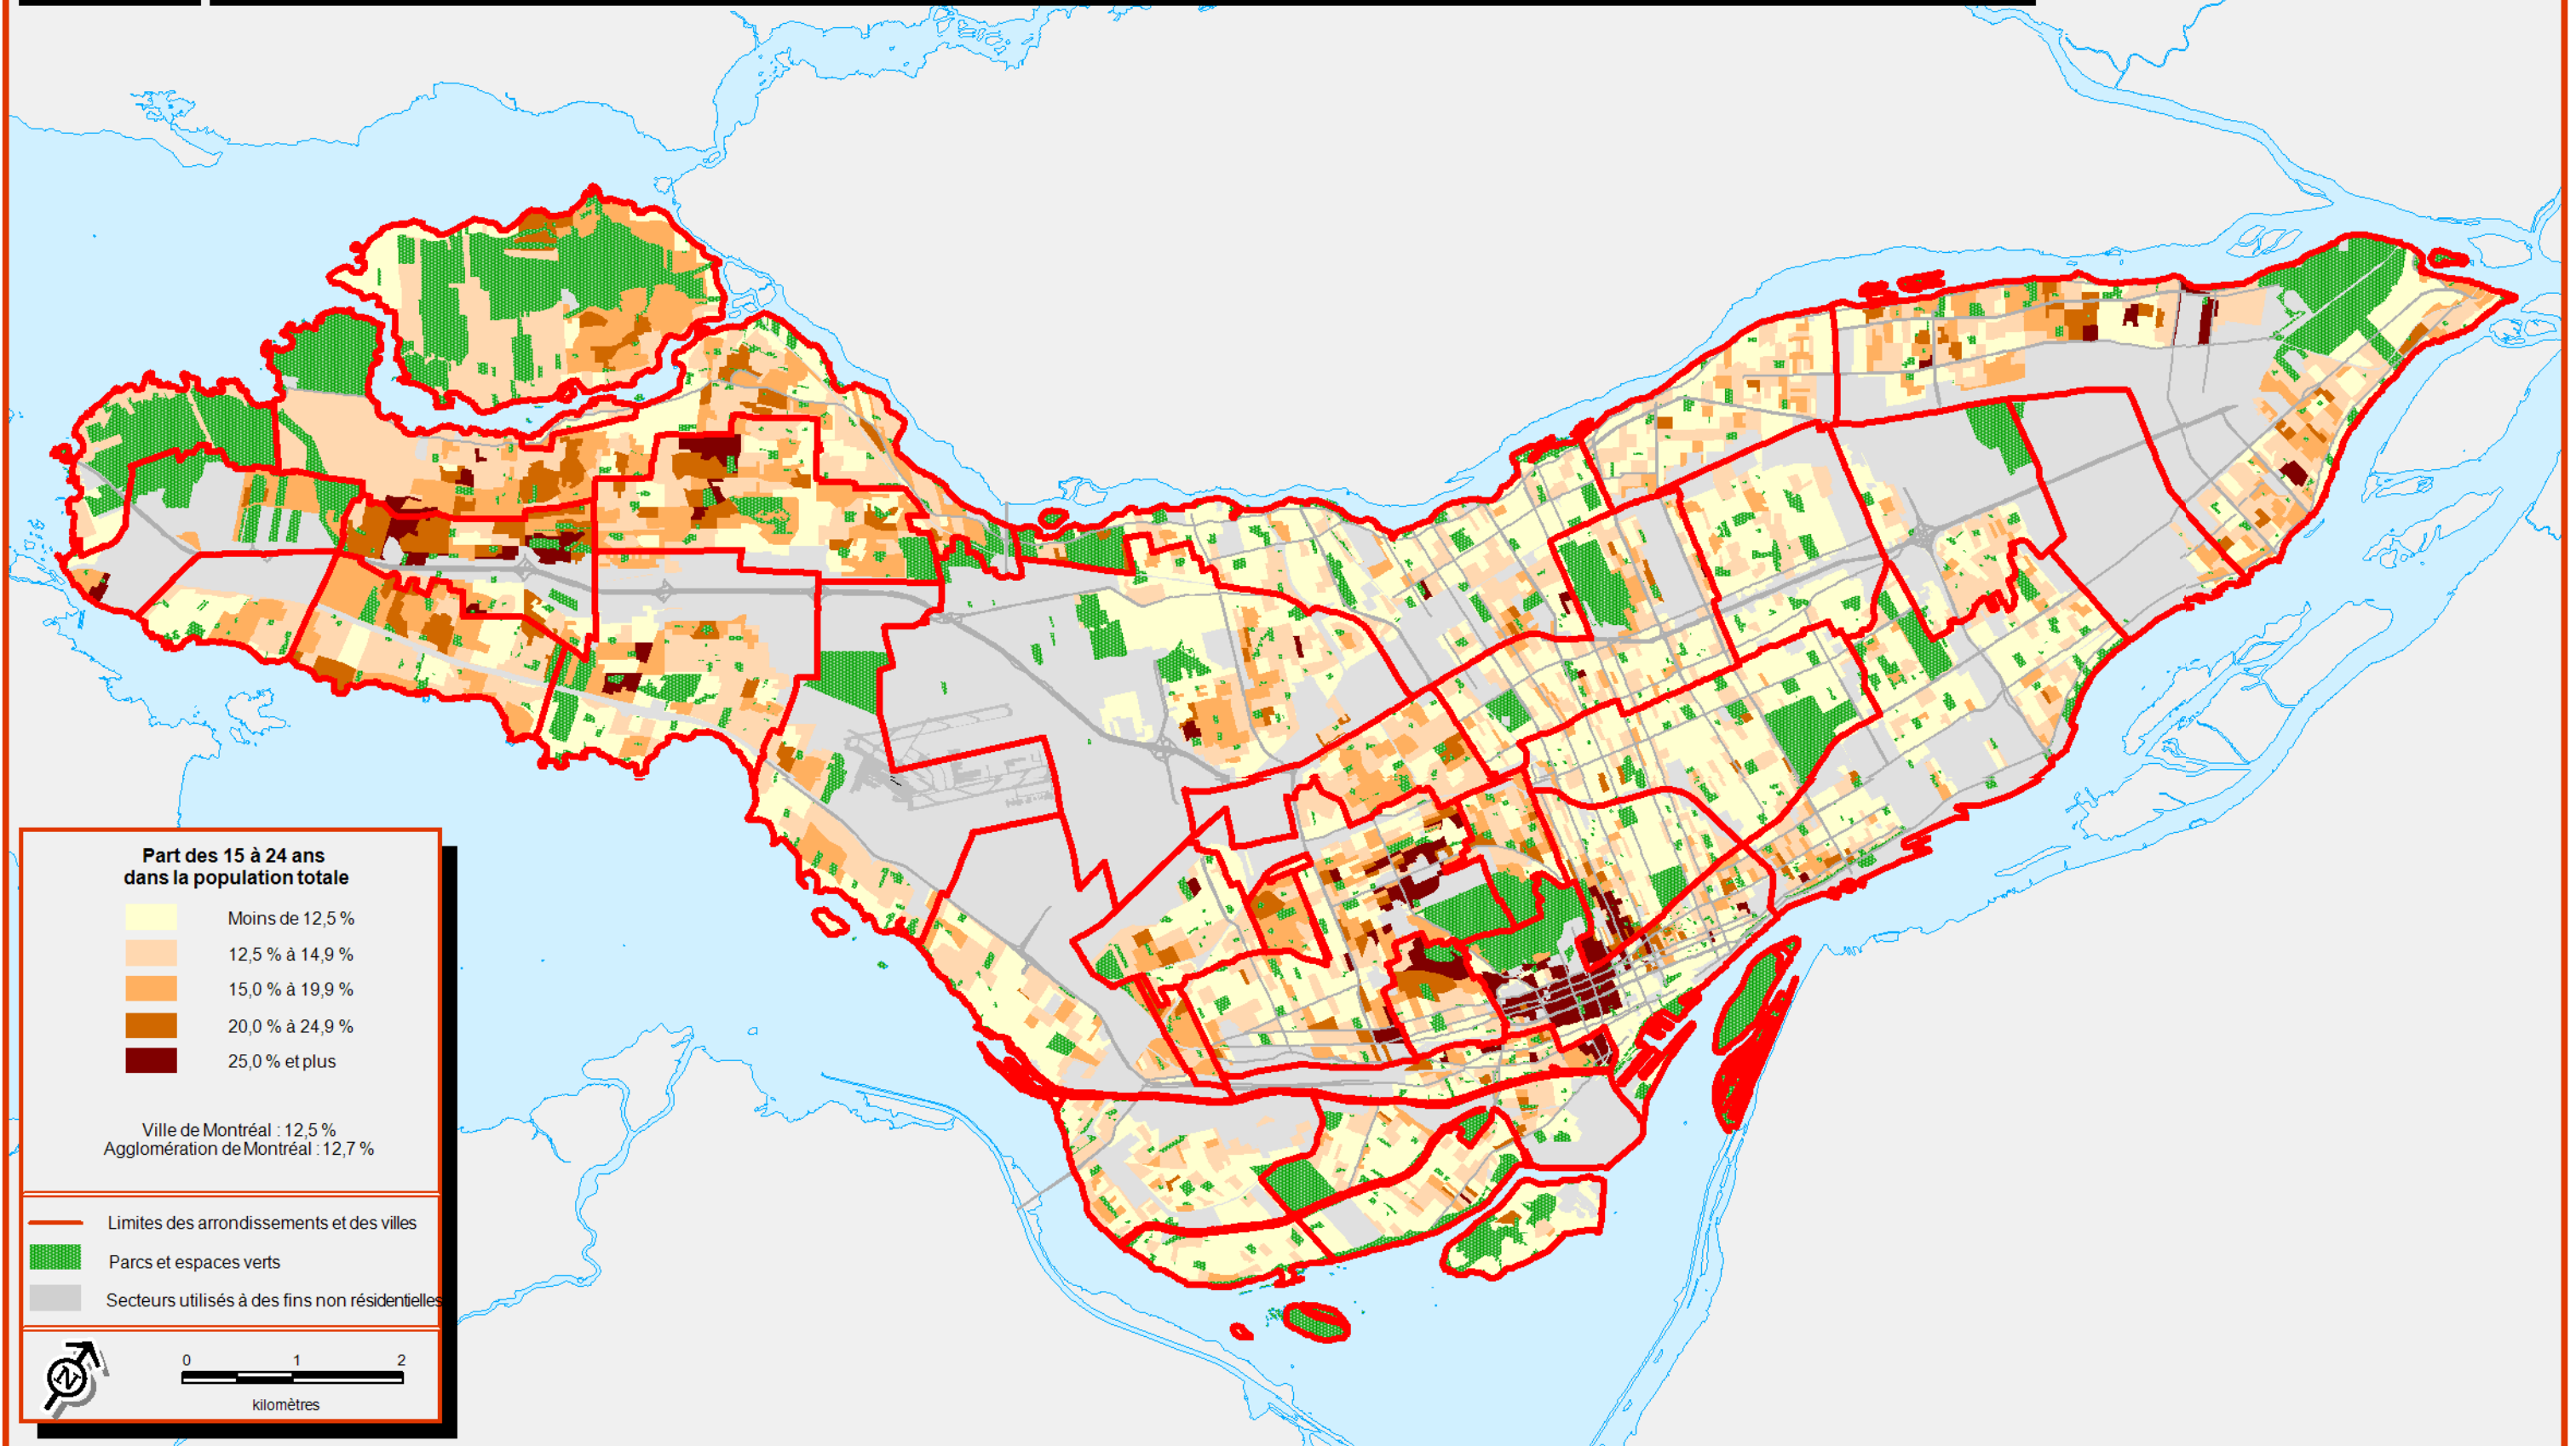 Part des 15 à 24 ans
dans la population totale
Moins de 12,5 %
12,5 % à 14,9 %
15,0 % à 19,9 %
20,0 % à 24,9 %
25,0 % et plus
Ville de Montréal : 12,5 %
Agglomération de Montréal : 12,7 %
Limites des arrondissements et des villes
Parcs et espaces verts
Secteurs utilisés à des fins non résidentielles
N
0 1 2
kilomètres